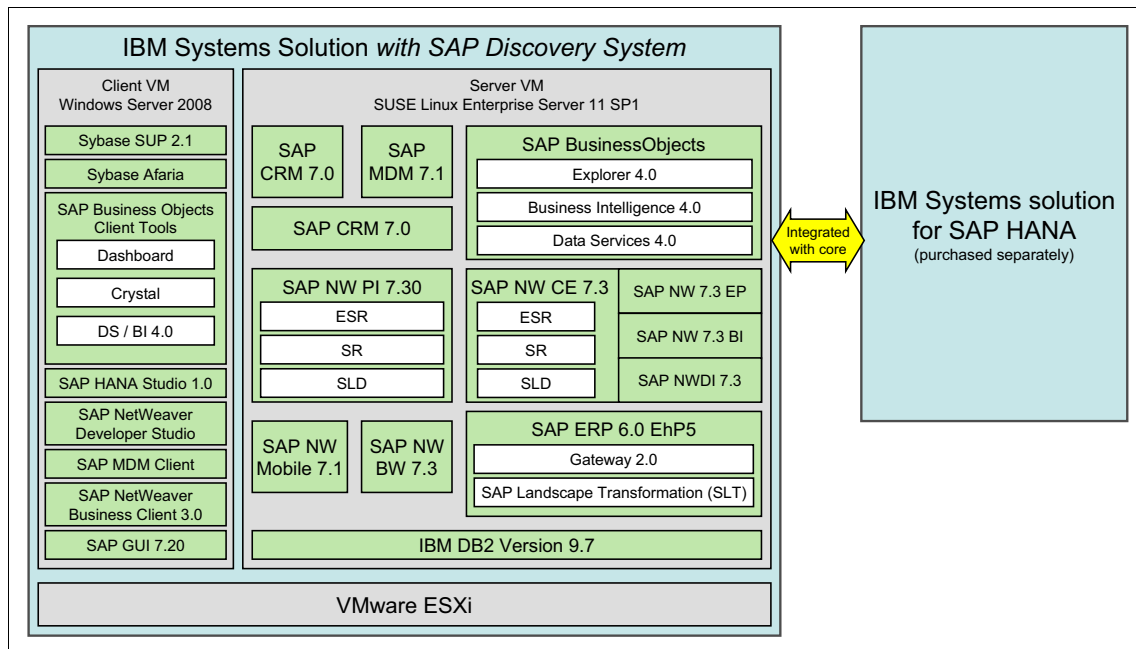 IBM Systems Solution with SAP Discovery System
Client VM
Windows Server 2008
Sybase SUP 2.1
Sybase Afaria
SAP Business Objects
Client Tools
Dashboard
Crystal
DS / BI 4.0
SAP HANA Studio 1.0
SAP NetWeaver
Developer Studio
SAP MDM Client
SAP NetWeaver
Business Client 3.0
SAP GUI 7.20
Server VM
SUSE Linux Enterprise Server 11 SP1
SAP
CRM 7.0
SAP
MDM 7.1
SAP CRM 7.0
SAP BusinessObjects
Explorer 4.0
Business Intelligence 4.0
Data Services 4.0
SAP NW PI 7.30
ESR
SR
SLD
SAP NW CE 7.3
ESR
SR
SLD
SAP NW 7.3 EP
SAP NW 7.3 BI
SAP NWDI 7.3
SAP NW
Mobile 7.1
SAP NW
BW 7.3
SAP ERP 6.0 EhP5
Gateway 2.0
SAP Landscape Transformation (SLT)
IBM DB2 Version 9.7
VMware ESXi
Integrated
with core
IBM Systems solution
for SAP HANA
(purchased separately)